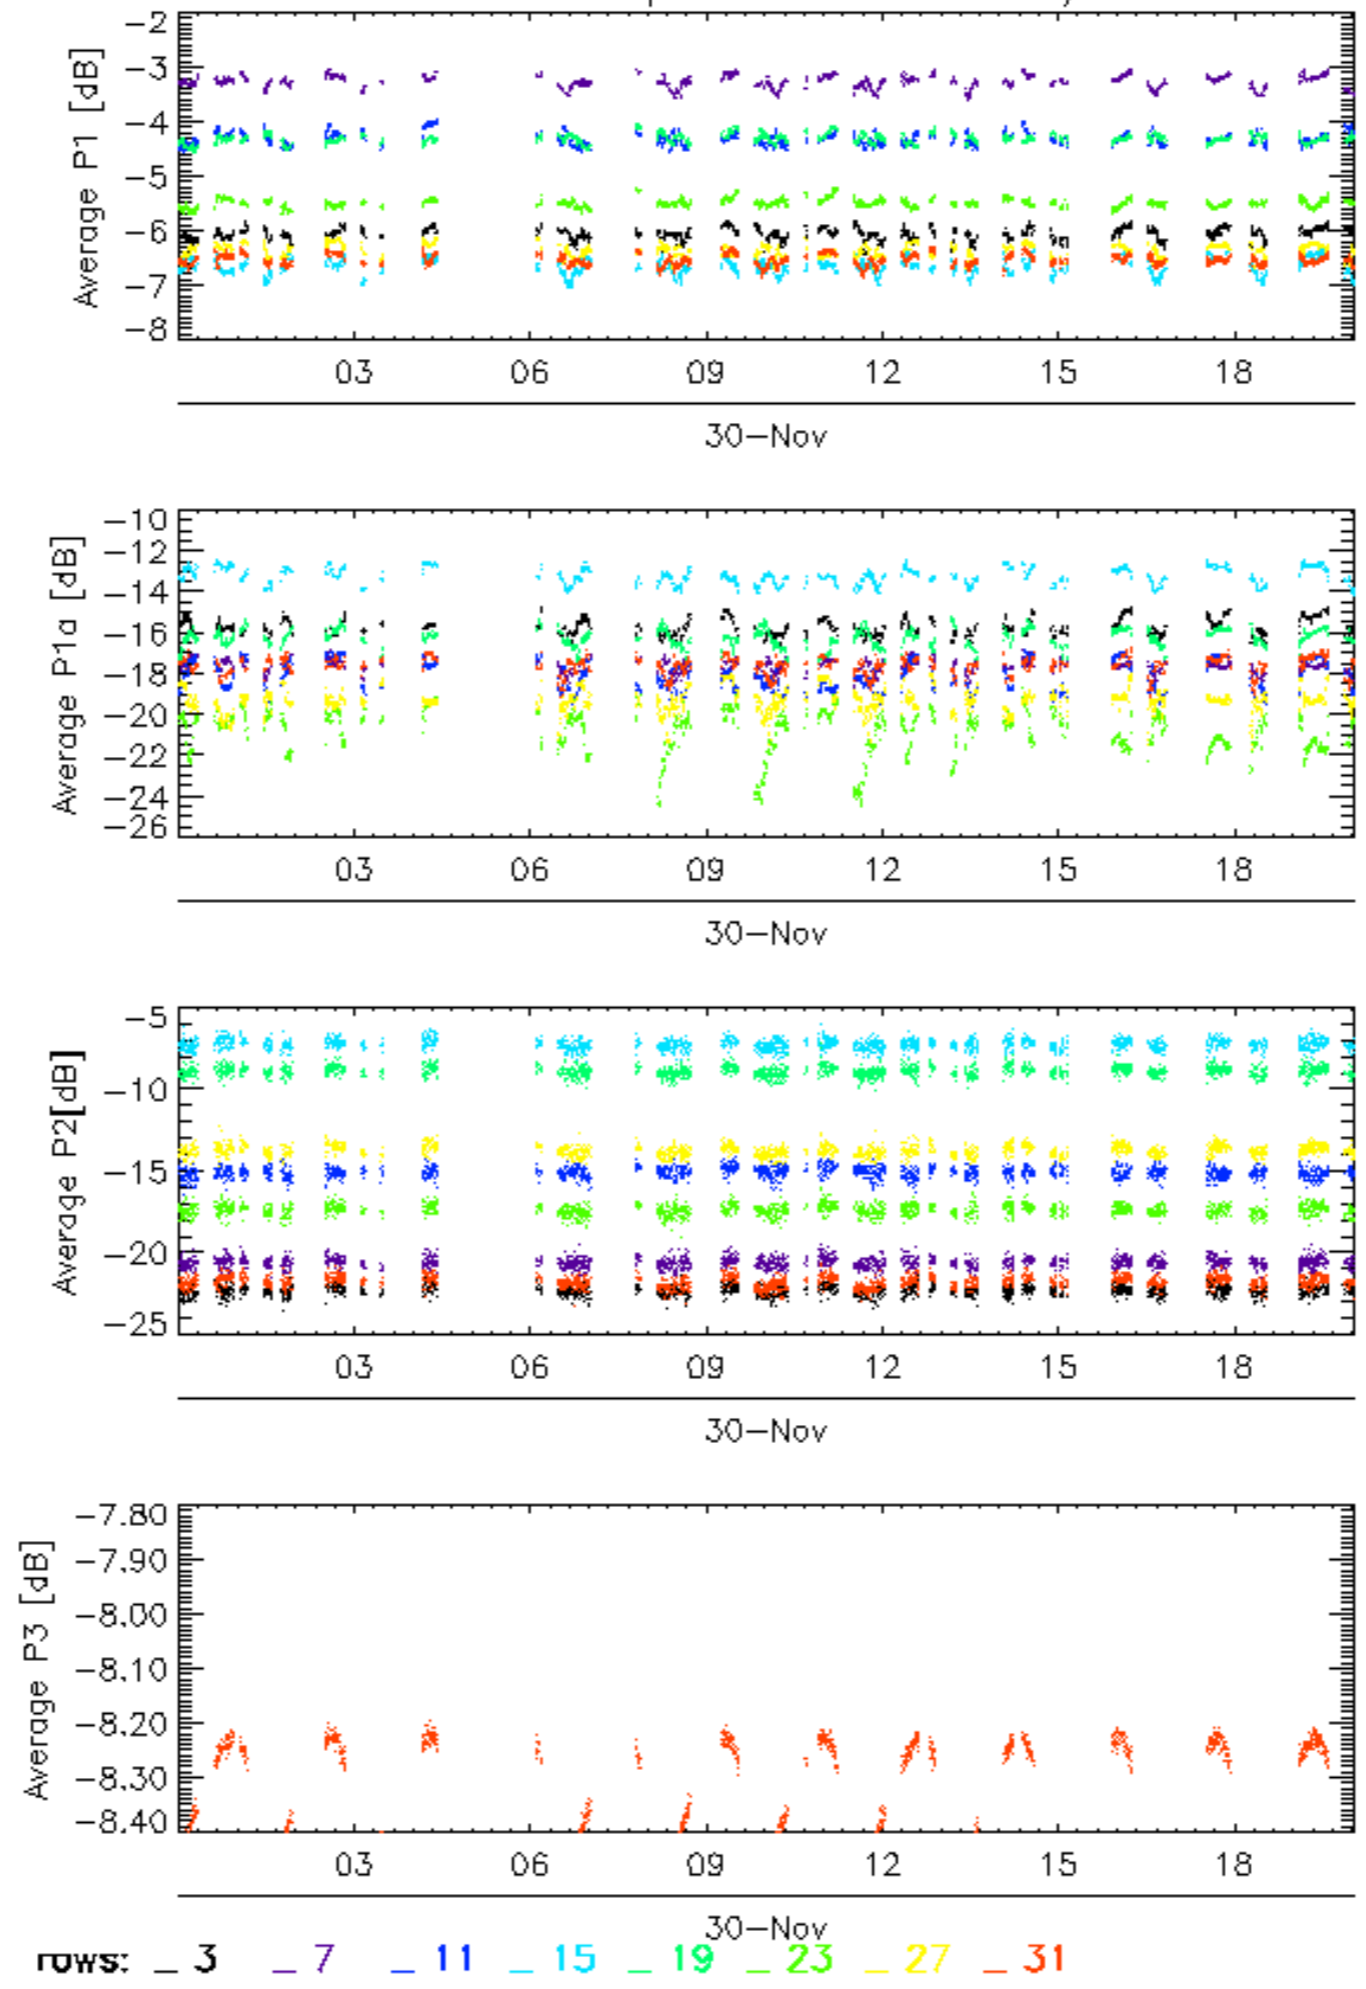 -2
-3
-4
-5
-6
-7
-8
Average P1 [dB]
03 06 09 12 15 18
30-Nov
-10
-12
-14
-16
-18
-20
-22
-24
-26
Average P1a [dB]
03 06 09 12 15 18
30-Nov
-5
-10
-15
-20
-25
Average P2[dB]
03 06 09 12 15 18
30-Nov
-7.80
-7.90
-8.00
-8.10
-8.20
-8.30
-8.40
Average P3 [dB]
03 06 09 12 15 18
30-Nov
rows: _ 3 _ 7 _ 11 _ 15 _ 19 _ 23 _ 27 _ 31